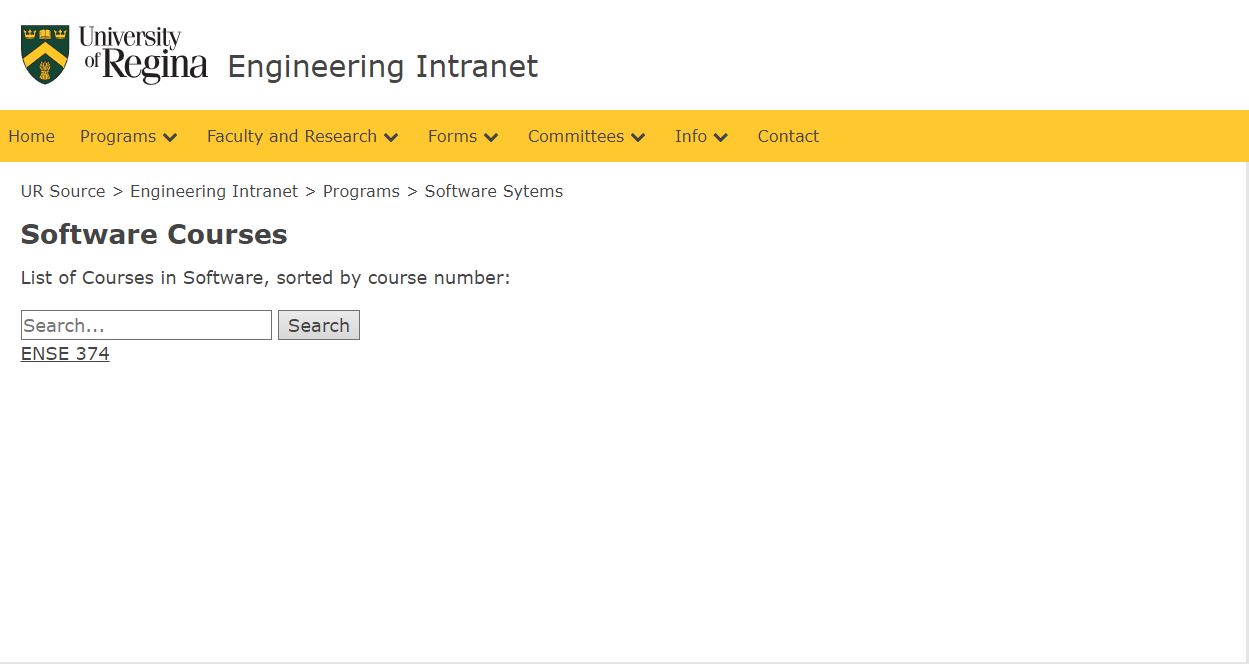 University
of Regina
Engineering Intranet
Home Programs Faculty and Research Forms Committees Info Contact
UR Source > Engineering Intranet > Programs > Software Sytems
Software Courses
List of Courses in Software, sorted by course number:
Search... Search
ENSE 374